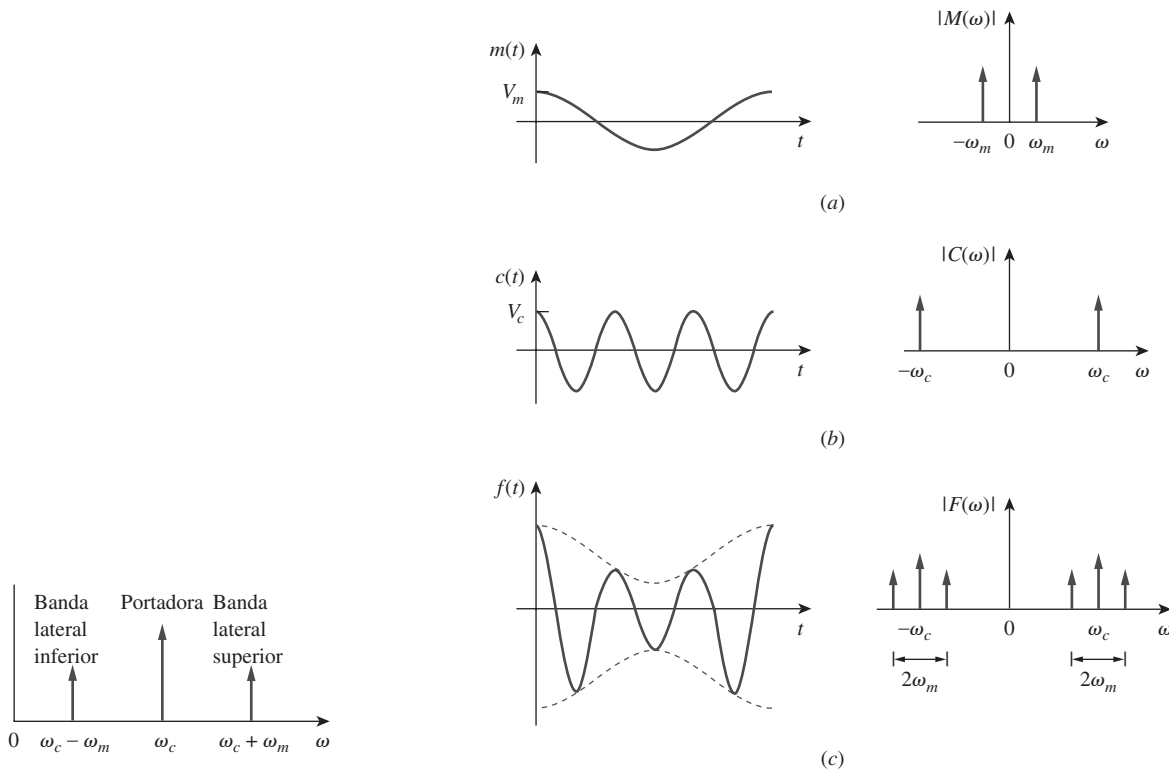 |M(ω)|
m(t)
V_m
t
−ω_m 0 ω_m ω
(a)
|C(ω)|
c(t)
V_c
t
−ω_c 0 ω_c ω
(b)
f(t)
|F(ω)|
t
−ω_c 0 ω_c ω
2ω_m 2ω_m
(c)
Banda lateral inferior
Portadora
Banda lateral superior
0 ω_c − ω_m ω_c ω_c + ω_m ω